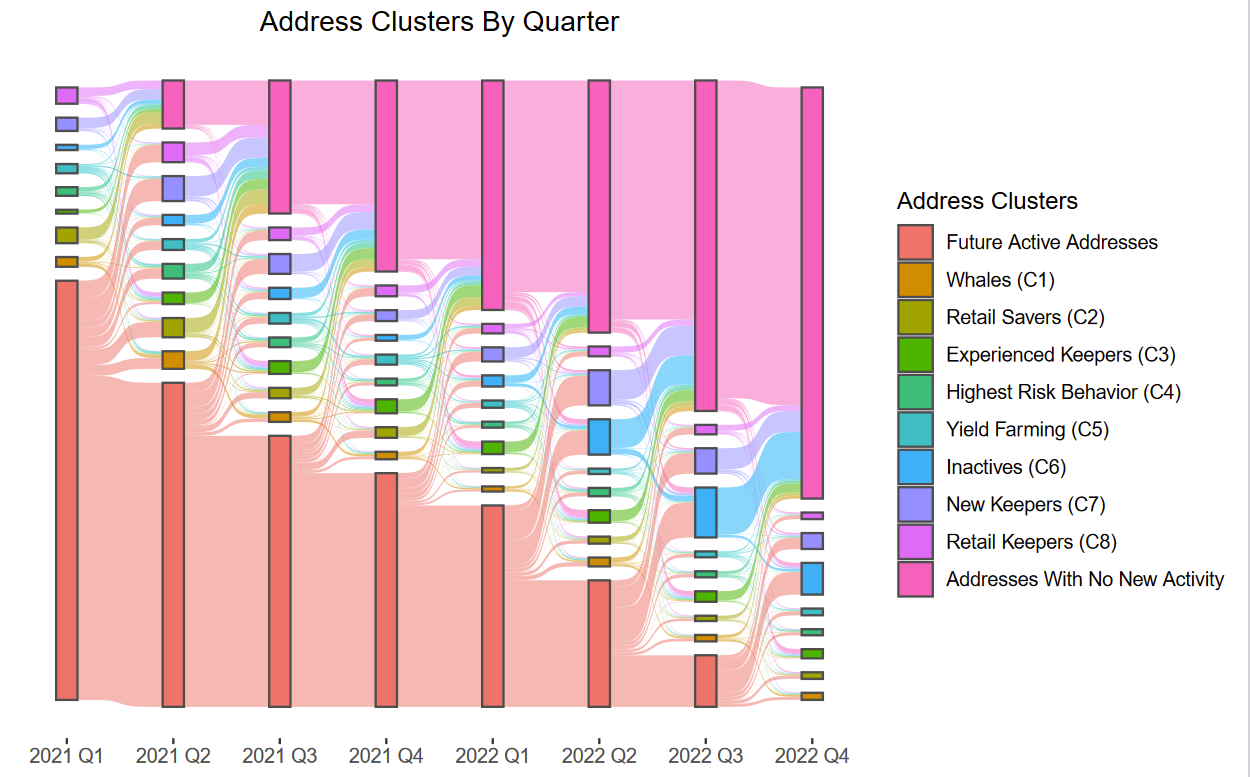 Address Clusters By Quarter
Address Clusters
Future Active Addresses
Whales (C1)
Retail Savers (C2)
Experienced Keepers (C3)
Highest Risk Behavior (C4)
Yield Farming (C5)
Inactives (C6)
New Keepers (C7)
Retail Keepers (C8)
Addresses With No New Activity
2021 Q1 2021 Q2 2021 Q3 2021 Q4 2022 Q1 2022 Q2 2022 Q3 2022 Q4